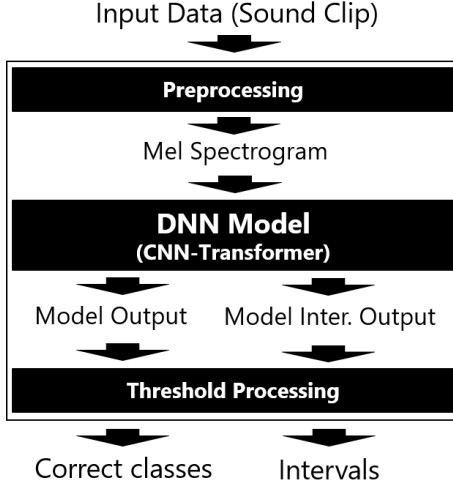 Input Data (Sound Clip)
Preprocessing
Mel Spectrogram
DNN Model
(CNN-Transformer)
Model Output Model Inter. Output
Threshold Processing
Correct classes Intervals